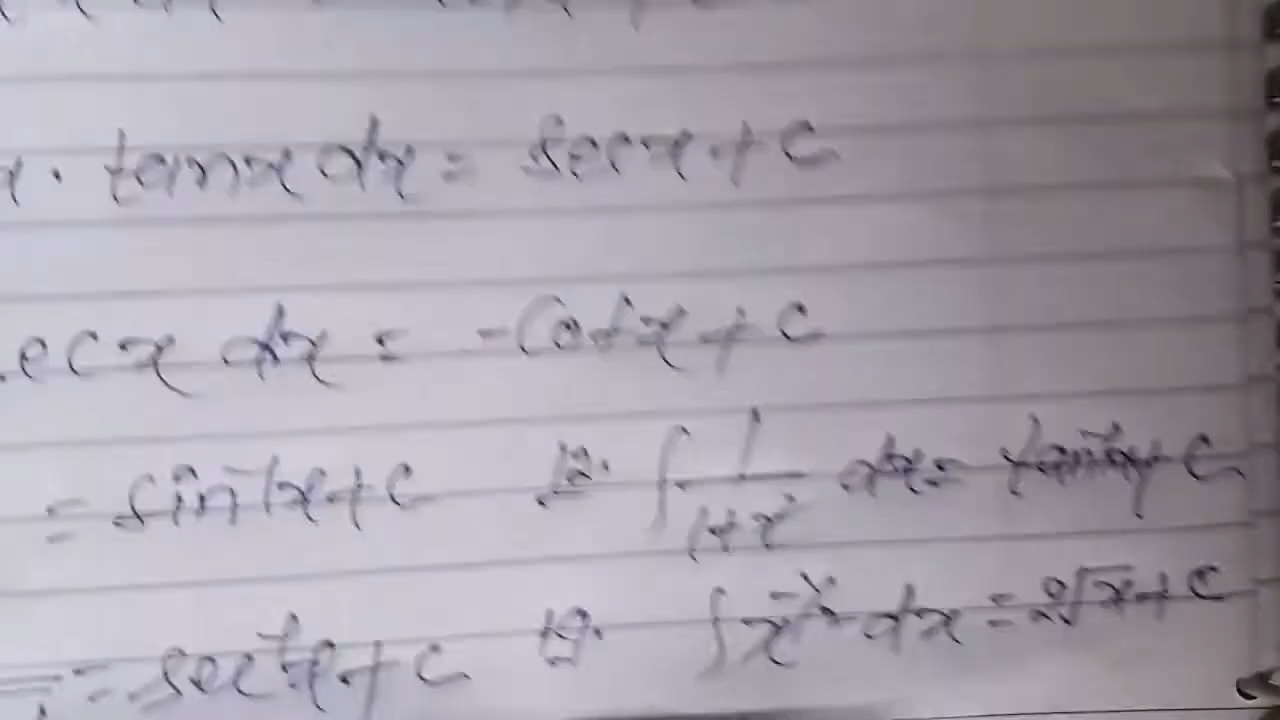 x. tanx dx = secx + c
ecx dx = -Cotx + c
= sin⁻¹x + c ∫ 1/(1+x²) dx = tan⁻¹x + c
= sec⁻¹x + c ∫ x^(-1/2) dx = 2√x + c